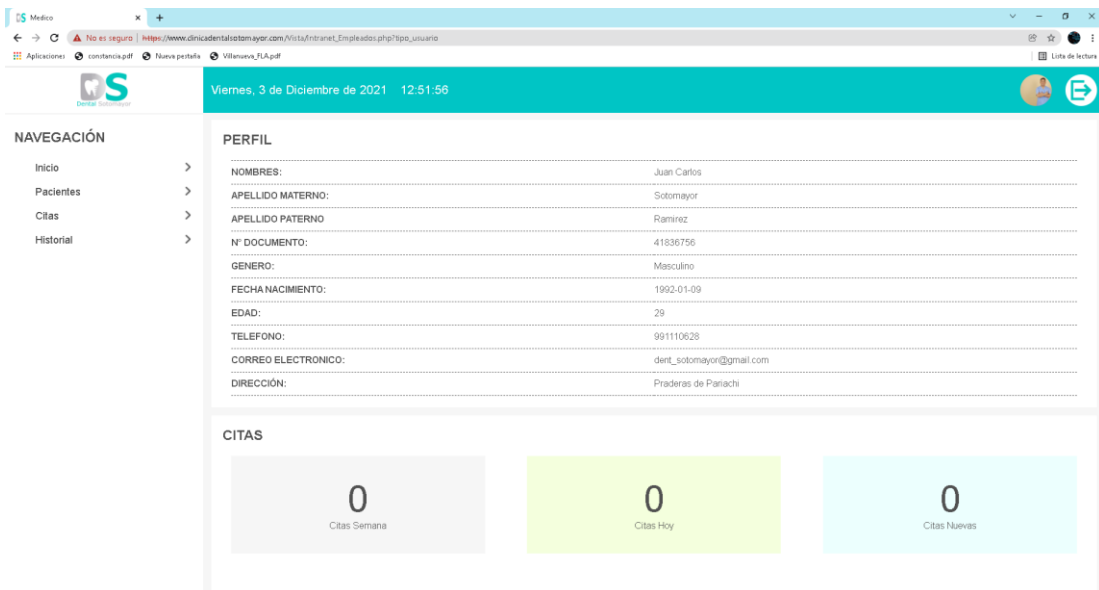 DS Medico
No es seguro | https://www.clinicadentalsotomayor.com/Vista/Intranet_Empleados.php?tipo_usuario
Aplicaciones constancia.pdf Nueva pestaña Villanueva_FLA.pdf Lista de lectura
DS
Dental Sotomayor
Viernes, 3 de Diciembre de 2021 12:51:56
NAVEGACIÓN
Inicio
Pacientes
Citas
Historial
PERFIL
NOMBRES: Juan Carlos
APELLIDO MATERNO: Sotomayor
APELLIDO PATERNO Ramirez
N° DOCUMENTO: 41836756
GENERO: Masculino
FECHA NACIMIENTO: 1992-01-09
EDAD: 29
TELEFONO: 991110628
CORREO ELECTRONICO: dent_sotomayor@gmail.com
DIRECCIÓN: Praderas de Pariachi
CITAS
0
Citas Semana
0
Citas Hoy
0
Citas Nuevas